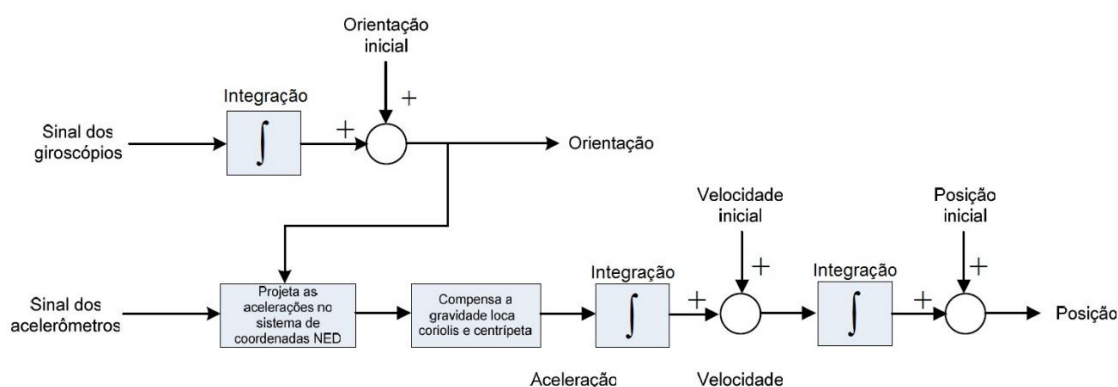 Orientação
inicial
+
Integração
+
Sinal dos
giroscópios
∫
Orientação
Velocidade
inicial
Posição
inicial
Integração
+
Integração
+
Projeta as
acelerações no
sistema de
coordenadas NED
Compensa a
gravidade loca
coriolis e centrípeta
Sinal dos
acelerômetros
∫
+
∫
+
Posição
Aceleração
Velocidade